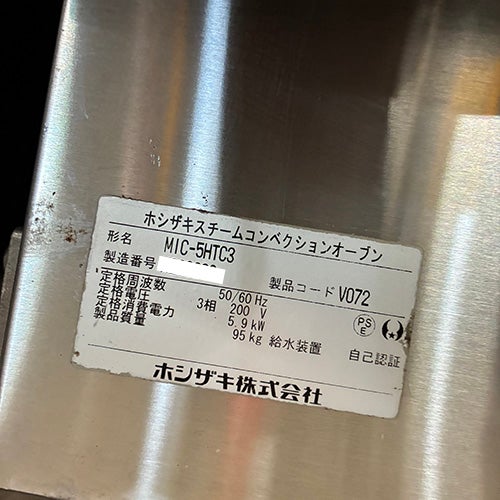 ホシザキスチームコンベクションオーブン
形名 MIC-5HTC3
製造番号
製品コード V072
定格周波数 50/60 Hz
定格電圧 3相 200 V
定格消費電力 5.9 kW
製品質量 95 kg 給水装置 自己認証
PS
E
ホシザキ株式会社